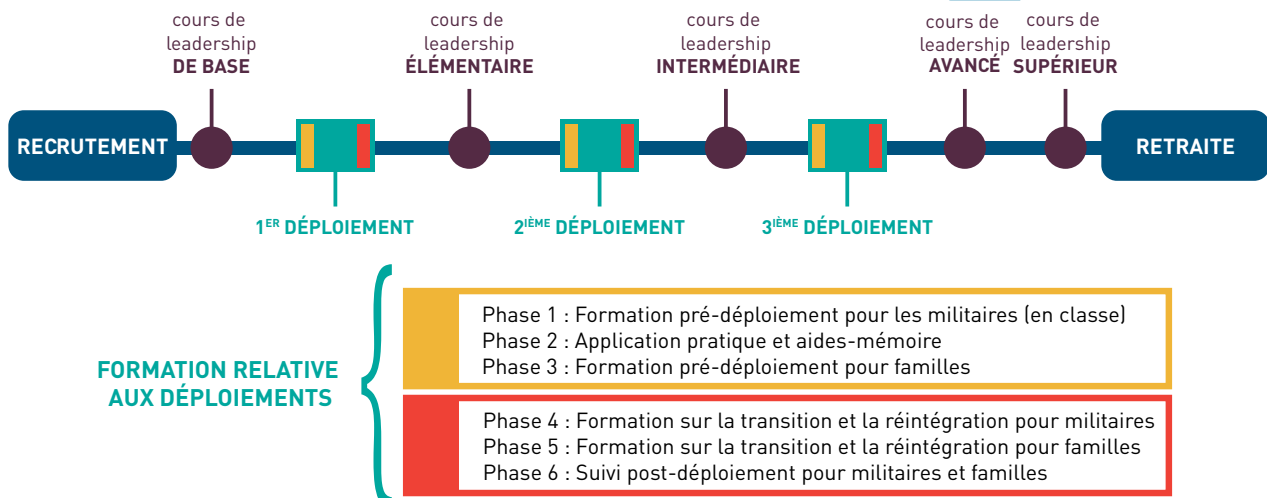 cours de
leadership
DE BASE
cours de
leadership
ÉLÉMENTAIRE
cours de
leadership
INTERMÉDIAIRE
cours de
leadership
AVANCÉ
cours de
leadership
SUPÉRIEUR
RECRUTEMENT
RETRAITE
1ER DÉPLOIEMENT
2IÈME DÉPLOIEMENT
3IÈME DÉPLOIEMENT
FORMATION RELATIVE
AUX DÉPLOIEMENTS
Phase 1 : Formation pré-déploiement pour les militaires (en classe)
Phase 2 : Application pratique et aides-mémoire
Phase 3 : Formation pré-déploiement pour familles
Phase 4 : Formation sur la transition et la réintégration pour militaires
Phase 5 : Formation sur la transition et la réintégration pour familles
Phase 6 : Suivi post-déploiement pour militaires et familles